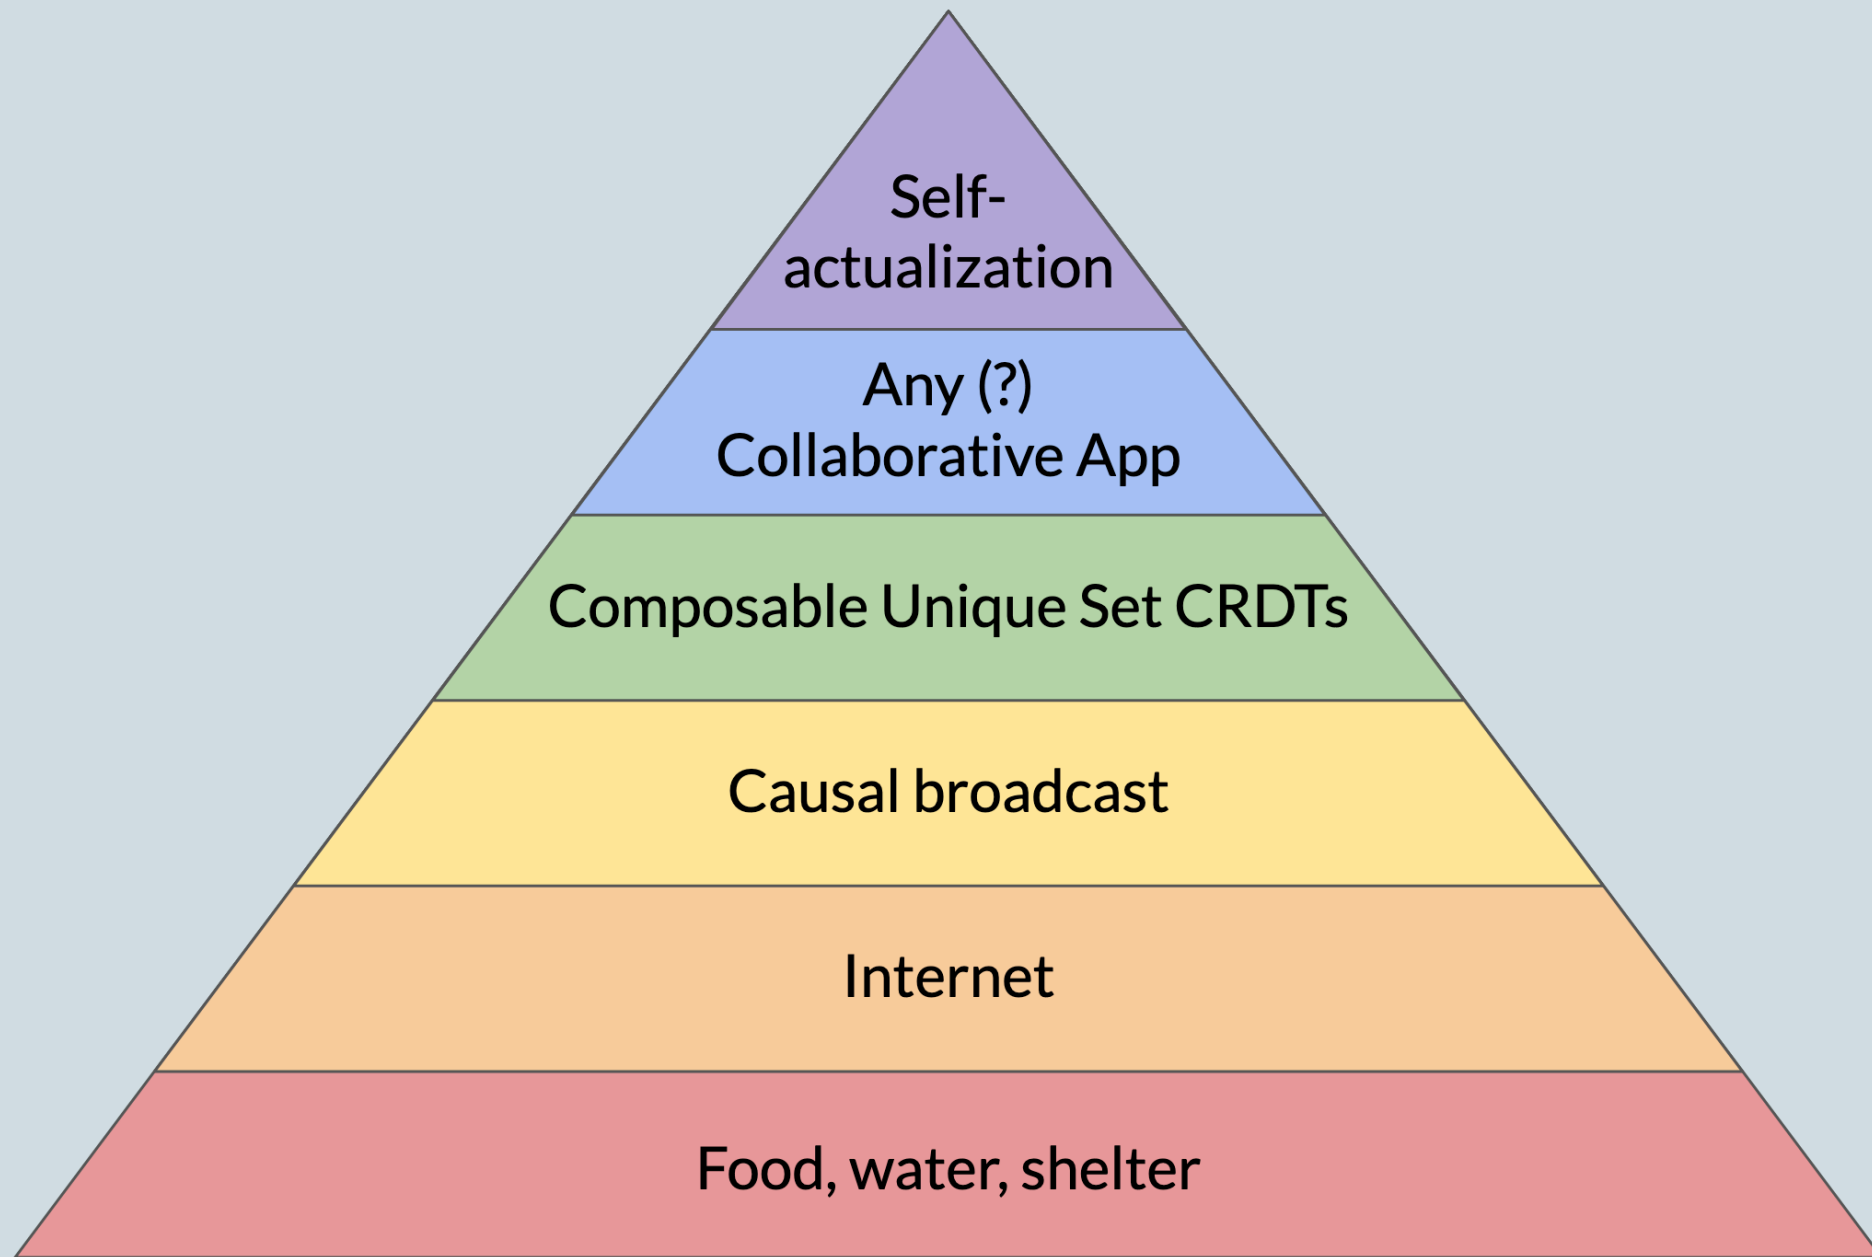 Self-
actualization
Any (?)
Collaborative App
Composable Unique Set CRDTs
Causal broadcast
Internet
Food, water, shelter